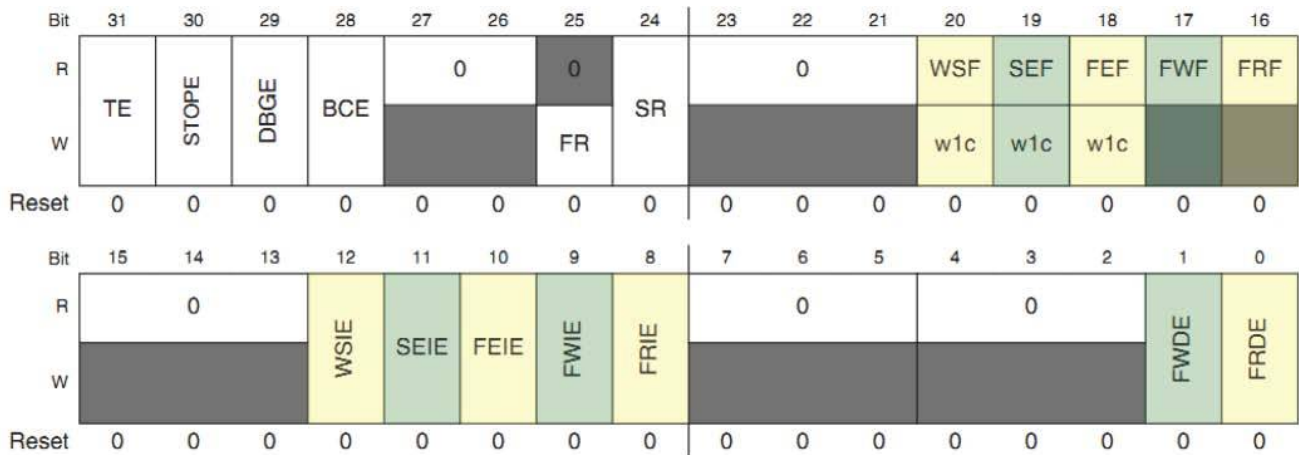 Bit 31 30 29 28 27 26 25 24 23 22 21 20 19 18 17 16
R TE STOPE DBGE BCE 0 0 SR 0 WSF SEF FEF FWF FRF
W FR w1c w1c w1c
Reset 0 0 0 0 0 0 0 0 0 0 0 0 0 0 0 0
Bit 15 14 13 12 11 10 9 8 7 6 5 4 3 2 1 0
R 0 WSIE SEIE FEIE FWIE FRIE 0 0 FWDE FRDE
W
Reset 0 0 0 0 0 0 0 0 0 0 0 0 0 0 0 0